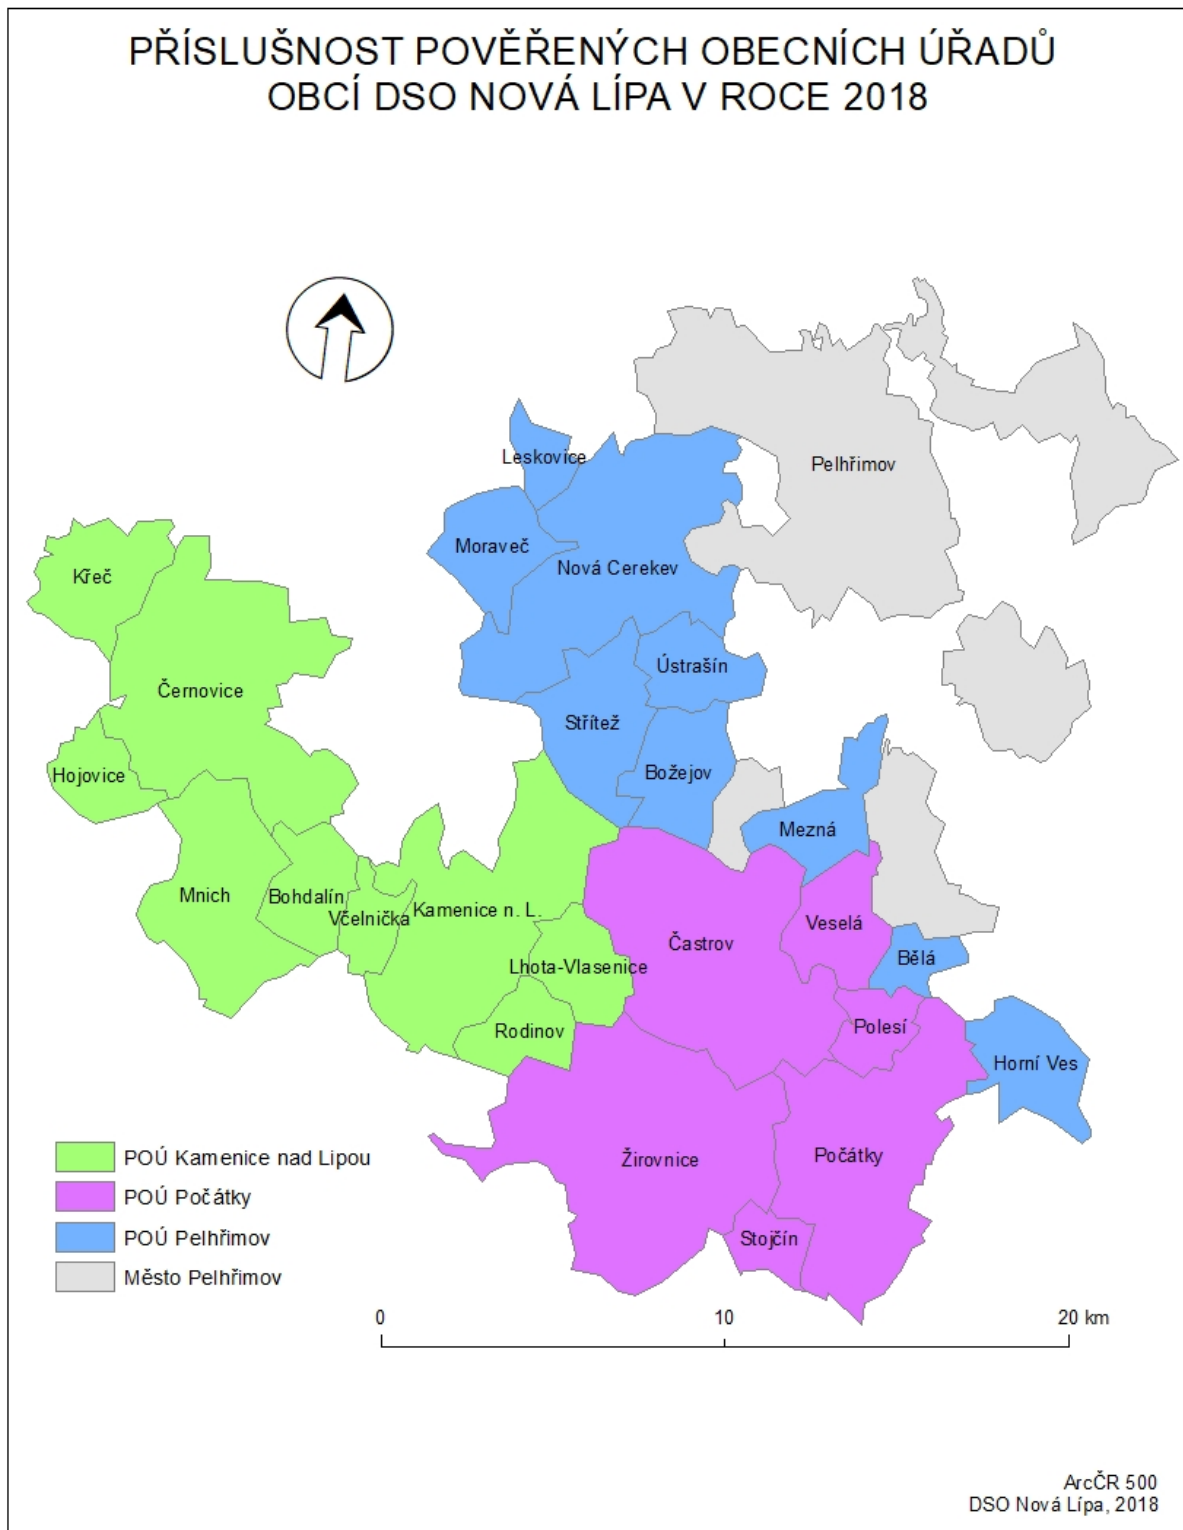 PŘÍSLUŠNOST POVĚŘENÝCH OBECNÍCH ÚŘADŮ
OBCÍ DSO NOVÁ LÍPA V ROCE 2018
Pelhřimov
Leskovice
Moraveč
Nová Cerekev
Křeč
Ústrašín
Černovice
Střítež
Božejov
Hojovice
Mezná
Mnich
Bohdalín
Včelnička
Kamenice n. L.
Veselá
Častrov
Bělá
Lhota-Vlasenice
Rodinov
Polesí
Horní Ves
Žirovnice
Počátky
Stojčín
POÚ Kamenice nad Lipou
POÚ Počátky
POÚ Pelhřimov
Město Pelhřimov
0 10 20 km
ArcČR 500
DSO Nová Lípa, 2018